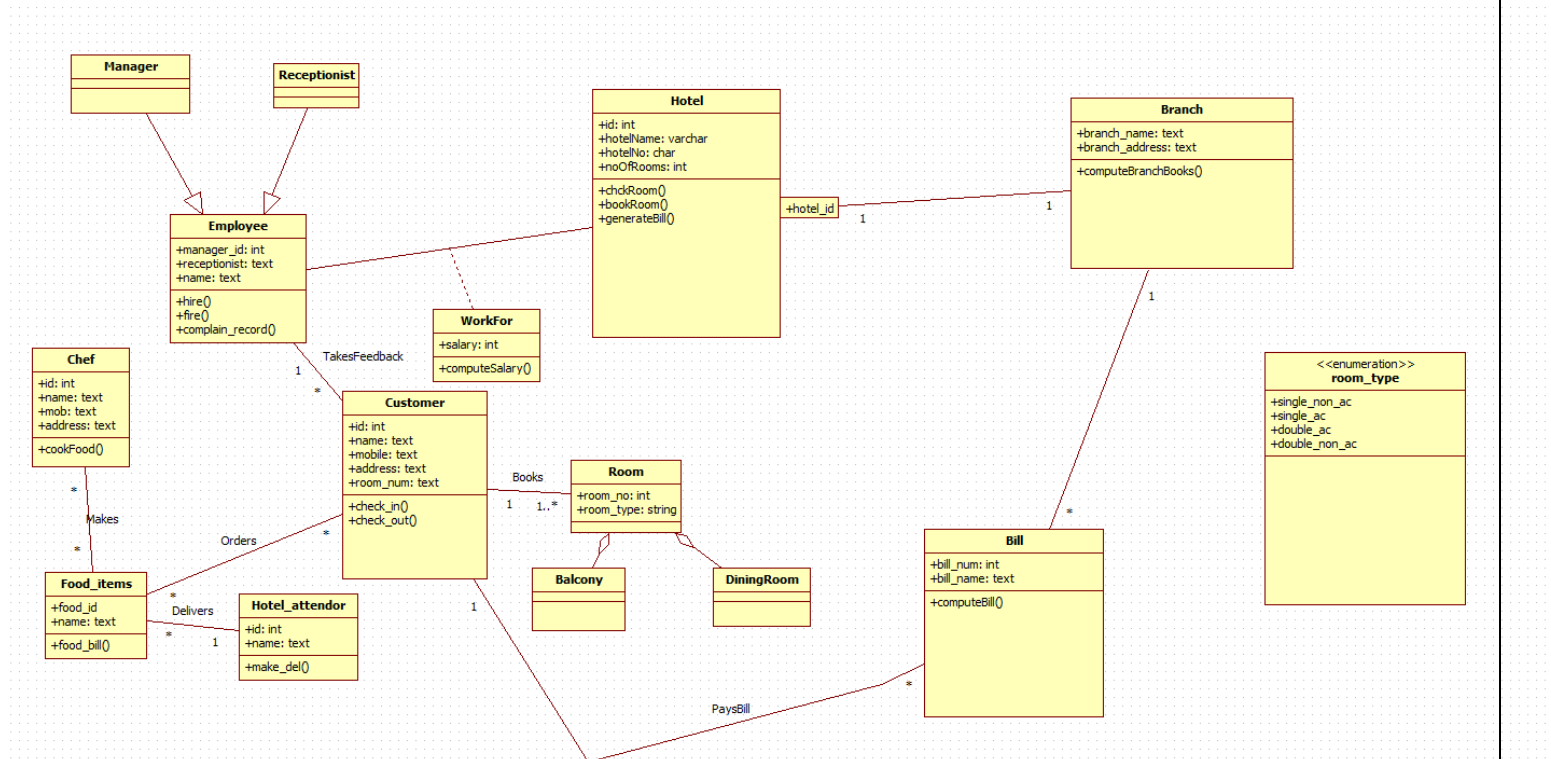 Manager
Receptionist
Hotel
+id: int
+hotelName: varchar
+hotelNo: char
+noOfRooms: int
+chckRoom()
+bookRoom()
+generateBill()
+hotel_id
1
1
Branch
+branch_name: text
+branch_address: text
+computeBranchBooks()
Employee
+manager_id: int
+receptionist: text
+name: text
+hire()
+fire()
+complain_record()
WorkFor
+salary: int
+computeSalary()
1
TakesFeedback
1
*
Chef
+id: int
+name: text
+mob: text
+address: text
+cookFood()
<<enumeration>>
room_type
+single_non_ac
+single_ac
+double_ac
+double_non_ac
Customer
+id: int
+name: text
+mobile: text
+address: text
+room_num: text
+check_in()
+check_out()
Books
1
1..*
Room
+room_no: int
+room_type: string
*
Makes
*
Orders
*
*
Balcony
DiningRoom
*
Bill
+bill_num: int
+bill_name: text
+computeBill()
Food_items
+food_id
+name: text
+food_bill()
Delivers
*
1
Hotel_attendor
+id: int
+name: text
+make_del()
1
*
PaysBill